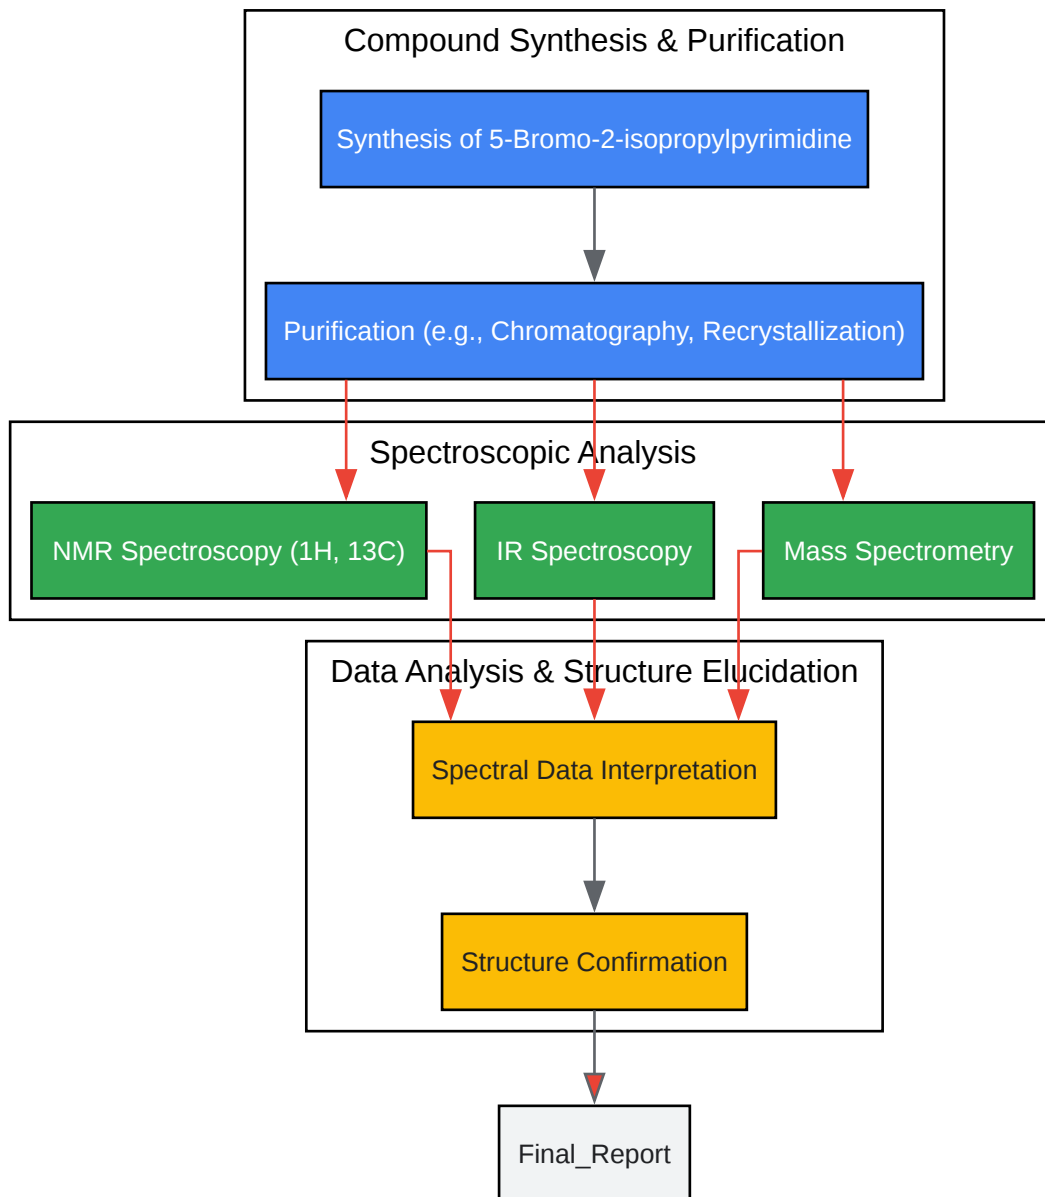 Compound Synthesis & Purification
Synthesis of 5-Bromo-2-isopropylpyrimidine
Purification (e.g., Chromatography, Recrystallization)
Spectroscopic Analysis
NMR Spectroscopy (1H, 13C)
IR Spectroscopy
Mass Spectrometry
Data Analysis & Structure Elucidation
Spectral Data Interpretation
Structure Confirmation
Final_Report